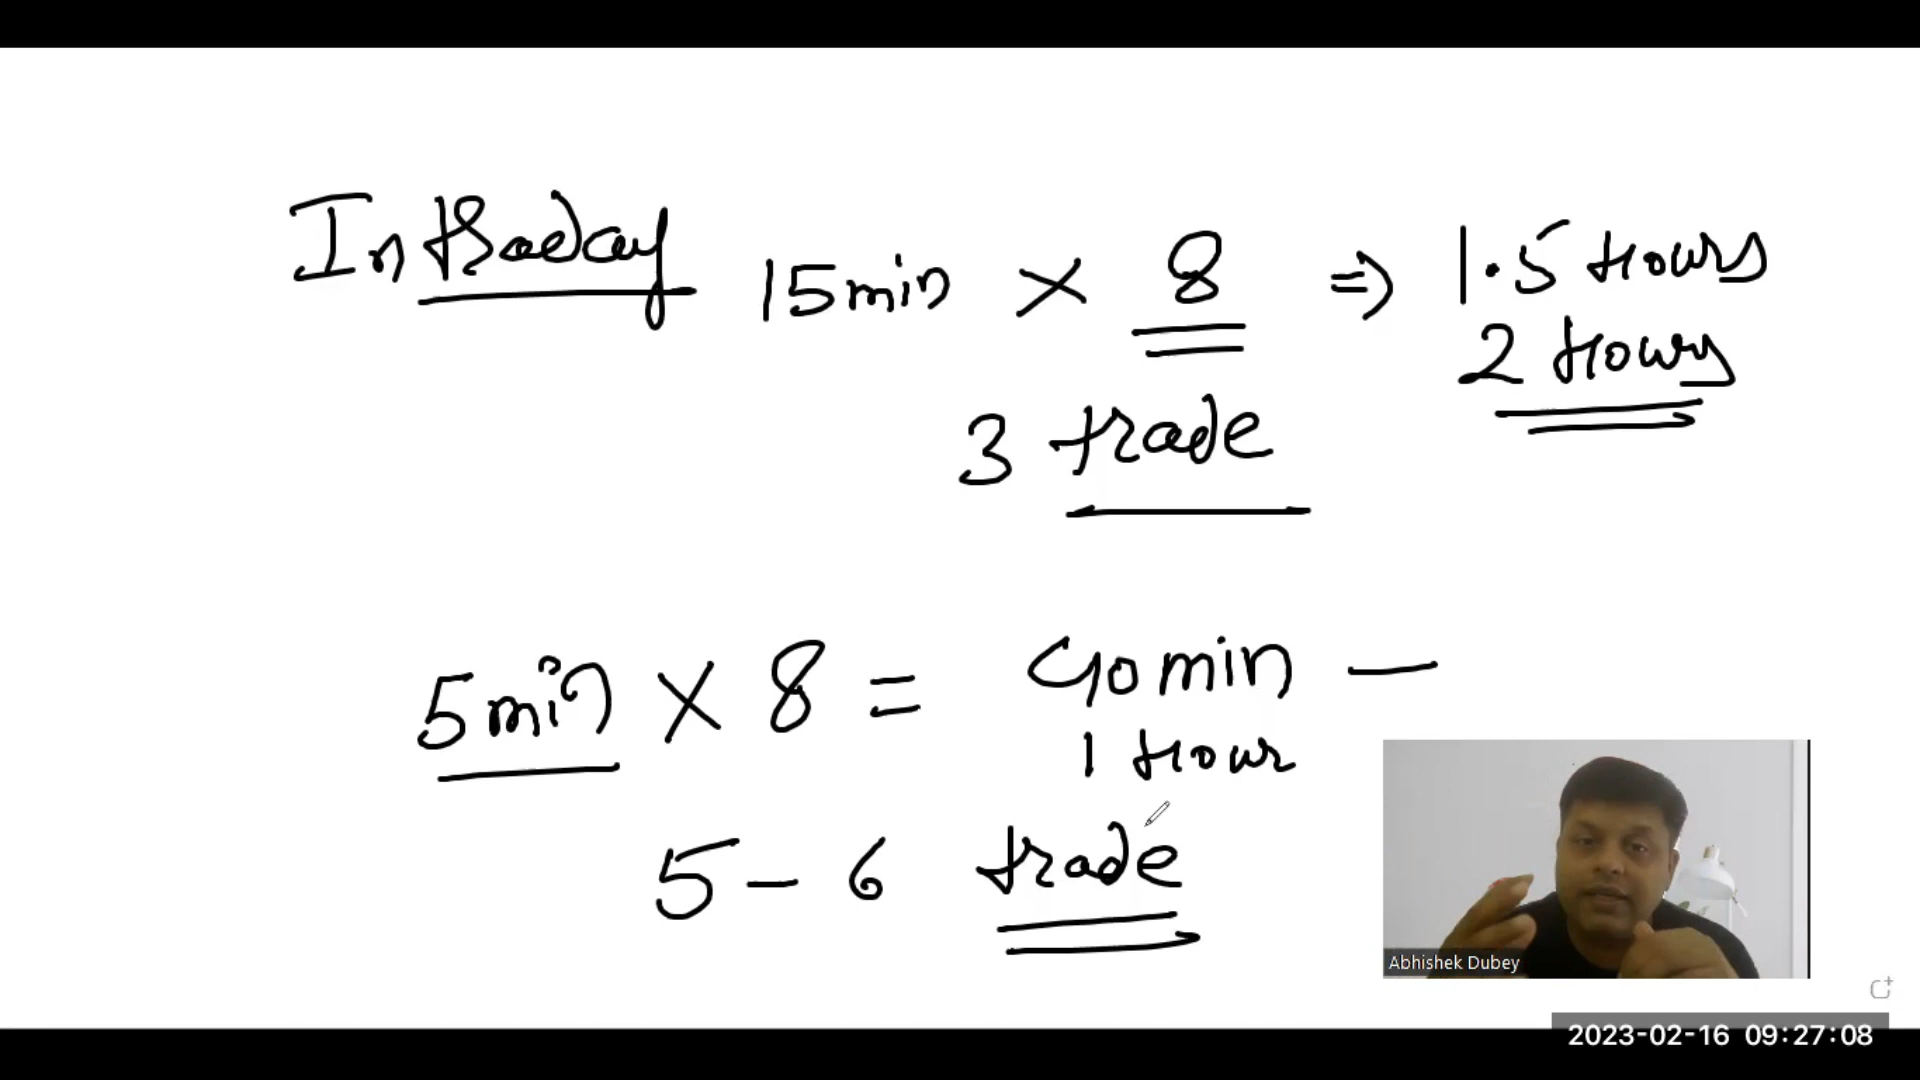 Intraday 15min × 8 ⇒ 1.5 Hours
2 Hours
3 trade
5min × 8 = 40min —
1 Hour
5 - 6 trade
Abhishek Dubey
2023-02-16 09:27:08